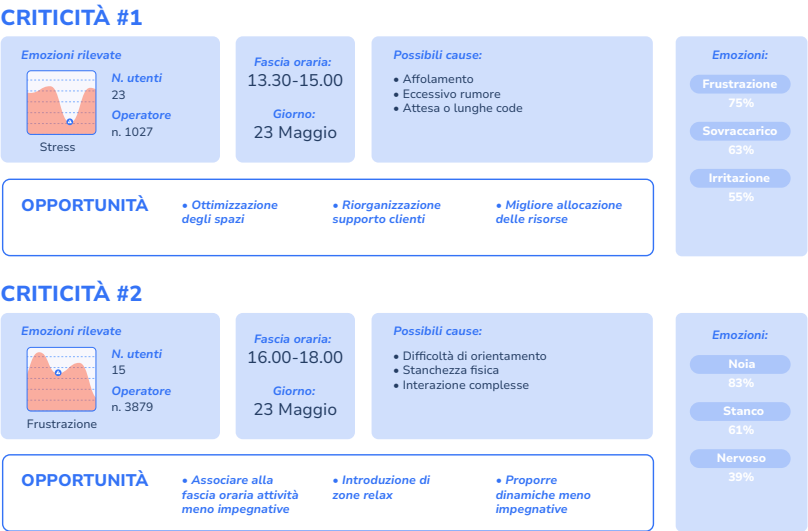 CRITICITÀ #1
Emozioni rilevate
N. utenti
23
Operatore
n. 1027
Stress
Fascia oraria:
13.30-15.00
Giorno:
23 Maggio
Possibili cause:
• Affolamento
• Eccessivo rumore
• Attesa o lunghe code
Emozioni:
Frustrazione
75%
Sovraccarico
63%
Irritazione
55%
OPPORTUNITÀ
• Ottimizzazione
degli spazi
• Riorganizzazione
supporto clienti
• Migliore allocazione
delle risorse
CRITICITÀ #2
Emozioni rilevate
N. utenti
15
Operatore
n. 3879
Frustrazione
Fascia oraria:
16.00-18.00
Giorno:
23 Maggio
Possibili cause:
• Difficoltà di orientamento
• Stanchezza fisica
• Interazione complesse
Emozioni:
Noia
83%
Stanco
61%
Nervoso
39%
OPPORTUNITÀ
• Associare alla
fascia oraria attività
meno impegnative
• Introduzione di
zone relax
• Proporre
dinamiche meno
impegnative